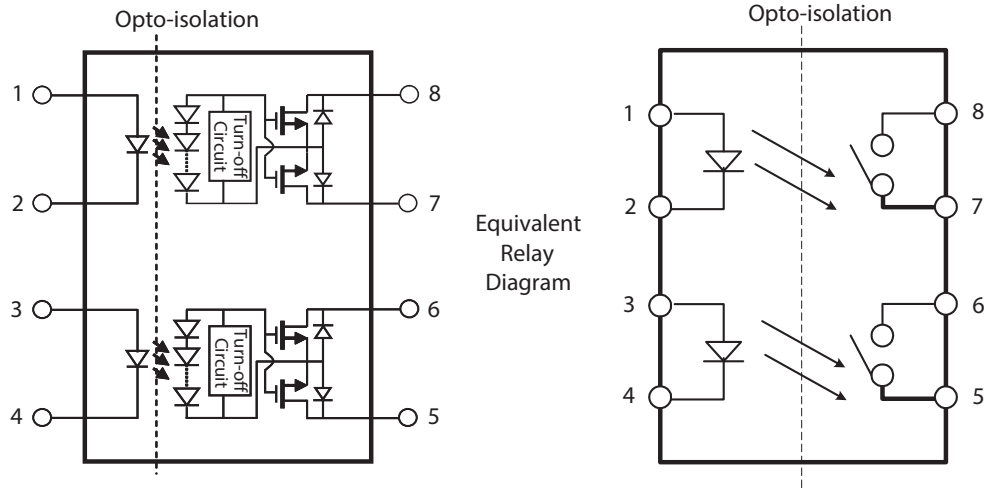 Opto-isolation
1
2
3
4
Turn-off
Circuit
Turn-off
Circuit
8
7
6
5
Equivalent
Relay
Diagram
Opto-isolation
1
2
3
4
8
7
6
5